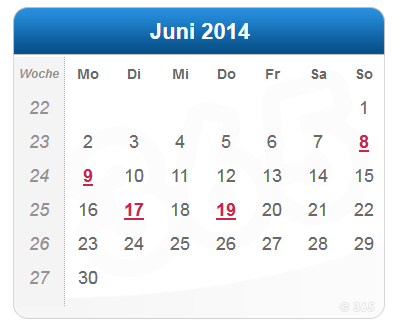 Juni 2014
Woche Mo Di Mi Do Fr Sa So
22 1
23 2 3 4 5 6 7 8
24 9 10 11 12 13 14 15
25 16 17 18 19 20 21 22
26 23 24 25 26 27 28 29
27 30
© 365
365